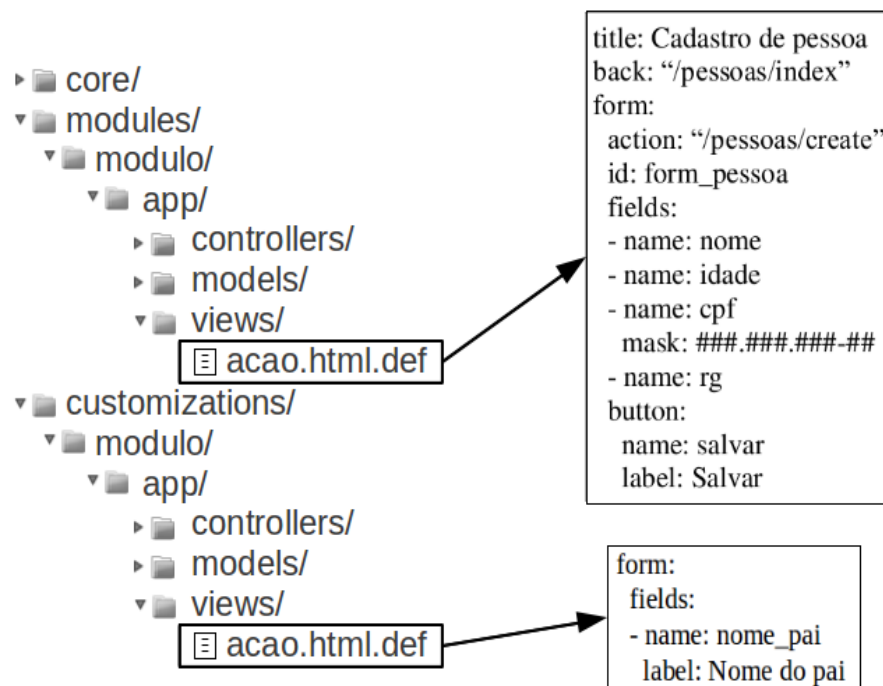 core/
modules/
modulo/
app/
controllers/
models/
views/
acao.html.def
customizations/
modulo/
app/
controllers/
models/
views/
acao.html.def
title: Cadastro de pessoa
back: “/pessoas/index”
form:
action: “/pessoas/create”
id: form_pessoa
fields:
- name: nome
- name: idade
- name: cpf
mask: ###.###.###-##
- name: rg
button:
name: salvar
label: Salvar
form:
fields:
- name: nome_pai
label: Nome do pai